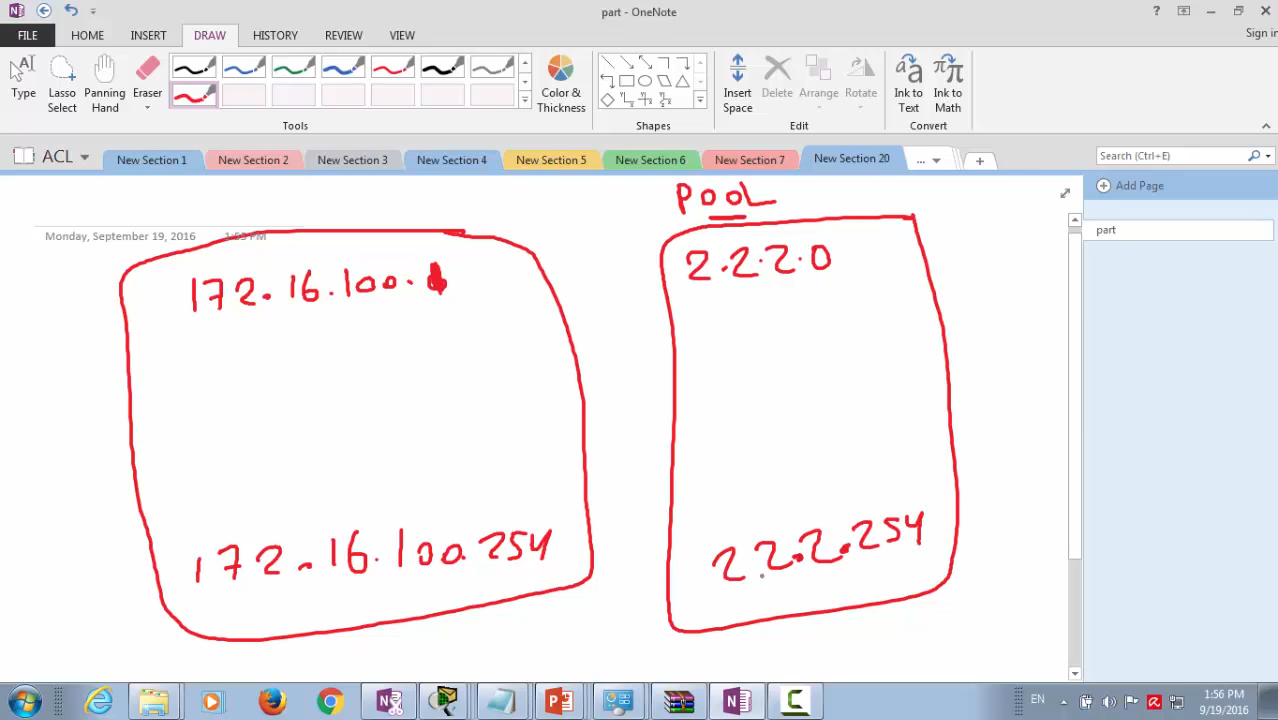 part - OneNote
?
Sign in
FILE HOME INSERT DRAW HISTORY REVIEW VIEW
Type
Lasso Select
Panning Hand
Eraser
Color & Thickness
Insert Space
Delete
Arrange
Rotate
Ink to Text
Ink to Math
Tools
Shapes
Edit
Convert
ACL
New Section 1
New Section 2
New Section 3
New Section 4
New Section 5
New Section 6
New Section 7
New Section 20
...
Search (Ctrl+E)
Add Page
part
Monday, September 19, 2016 1:55 PM
POOL
172.16.100.
2.2.2.0
172.16.100.254
2 2.2.254
EN
1:56 PM
9/19/2016